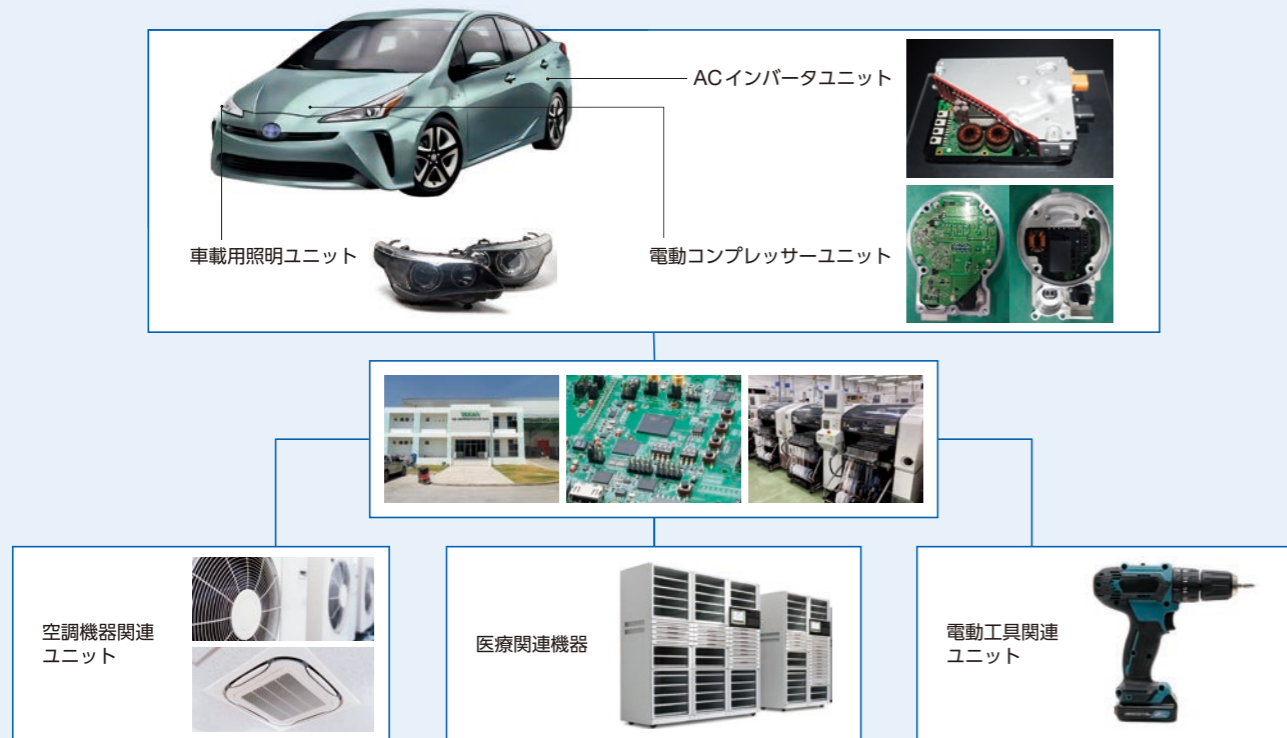 ACインバータユニット
車載用照明ユニット
電動コンプレッサーユニット
空調機器関連
ユニット
医療関連機器
電動工具関連
ユニット